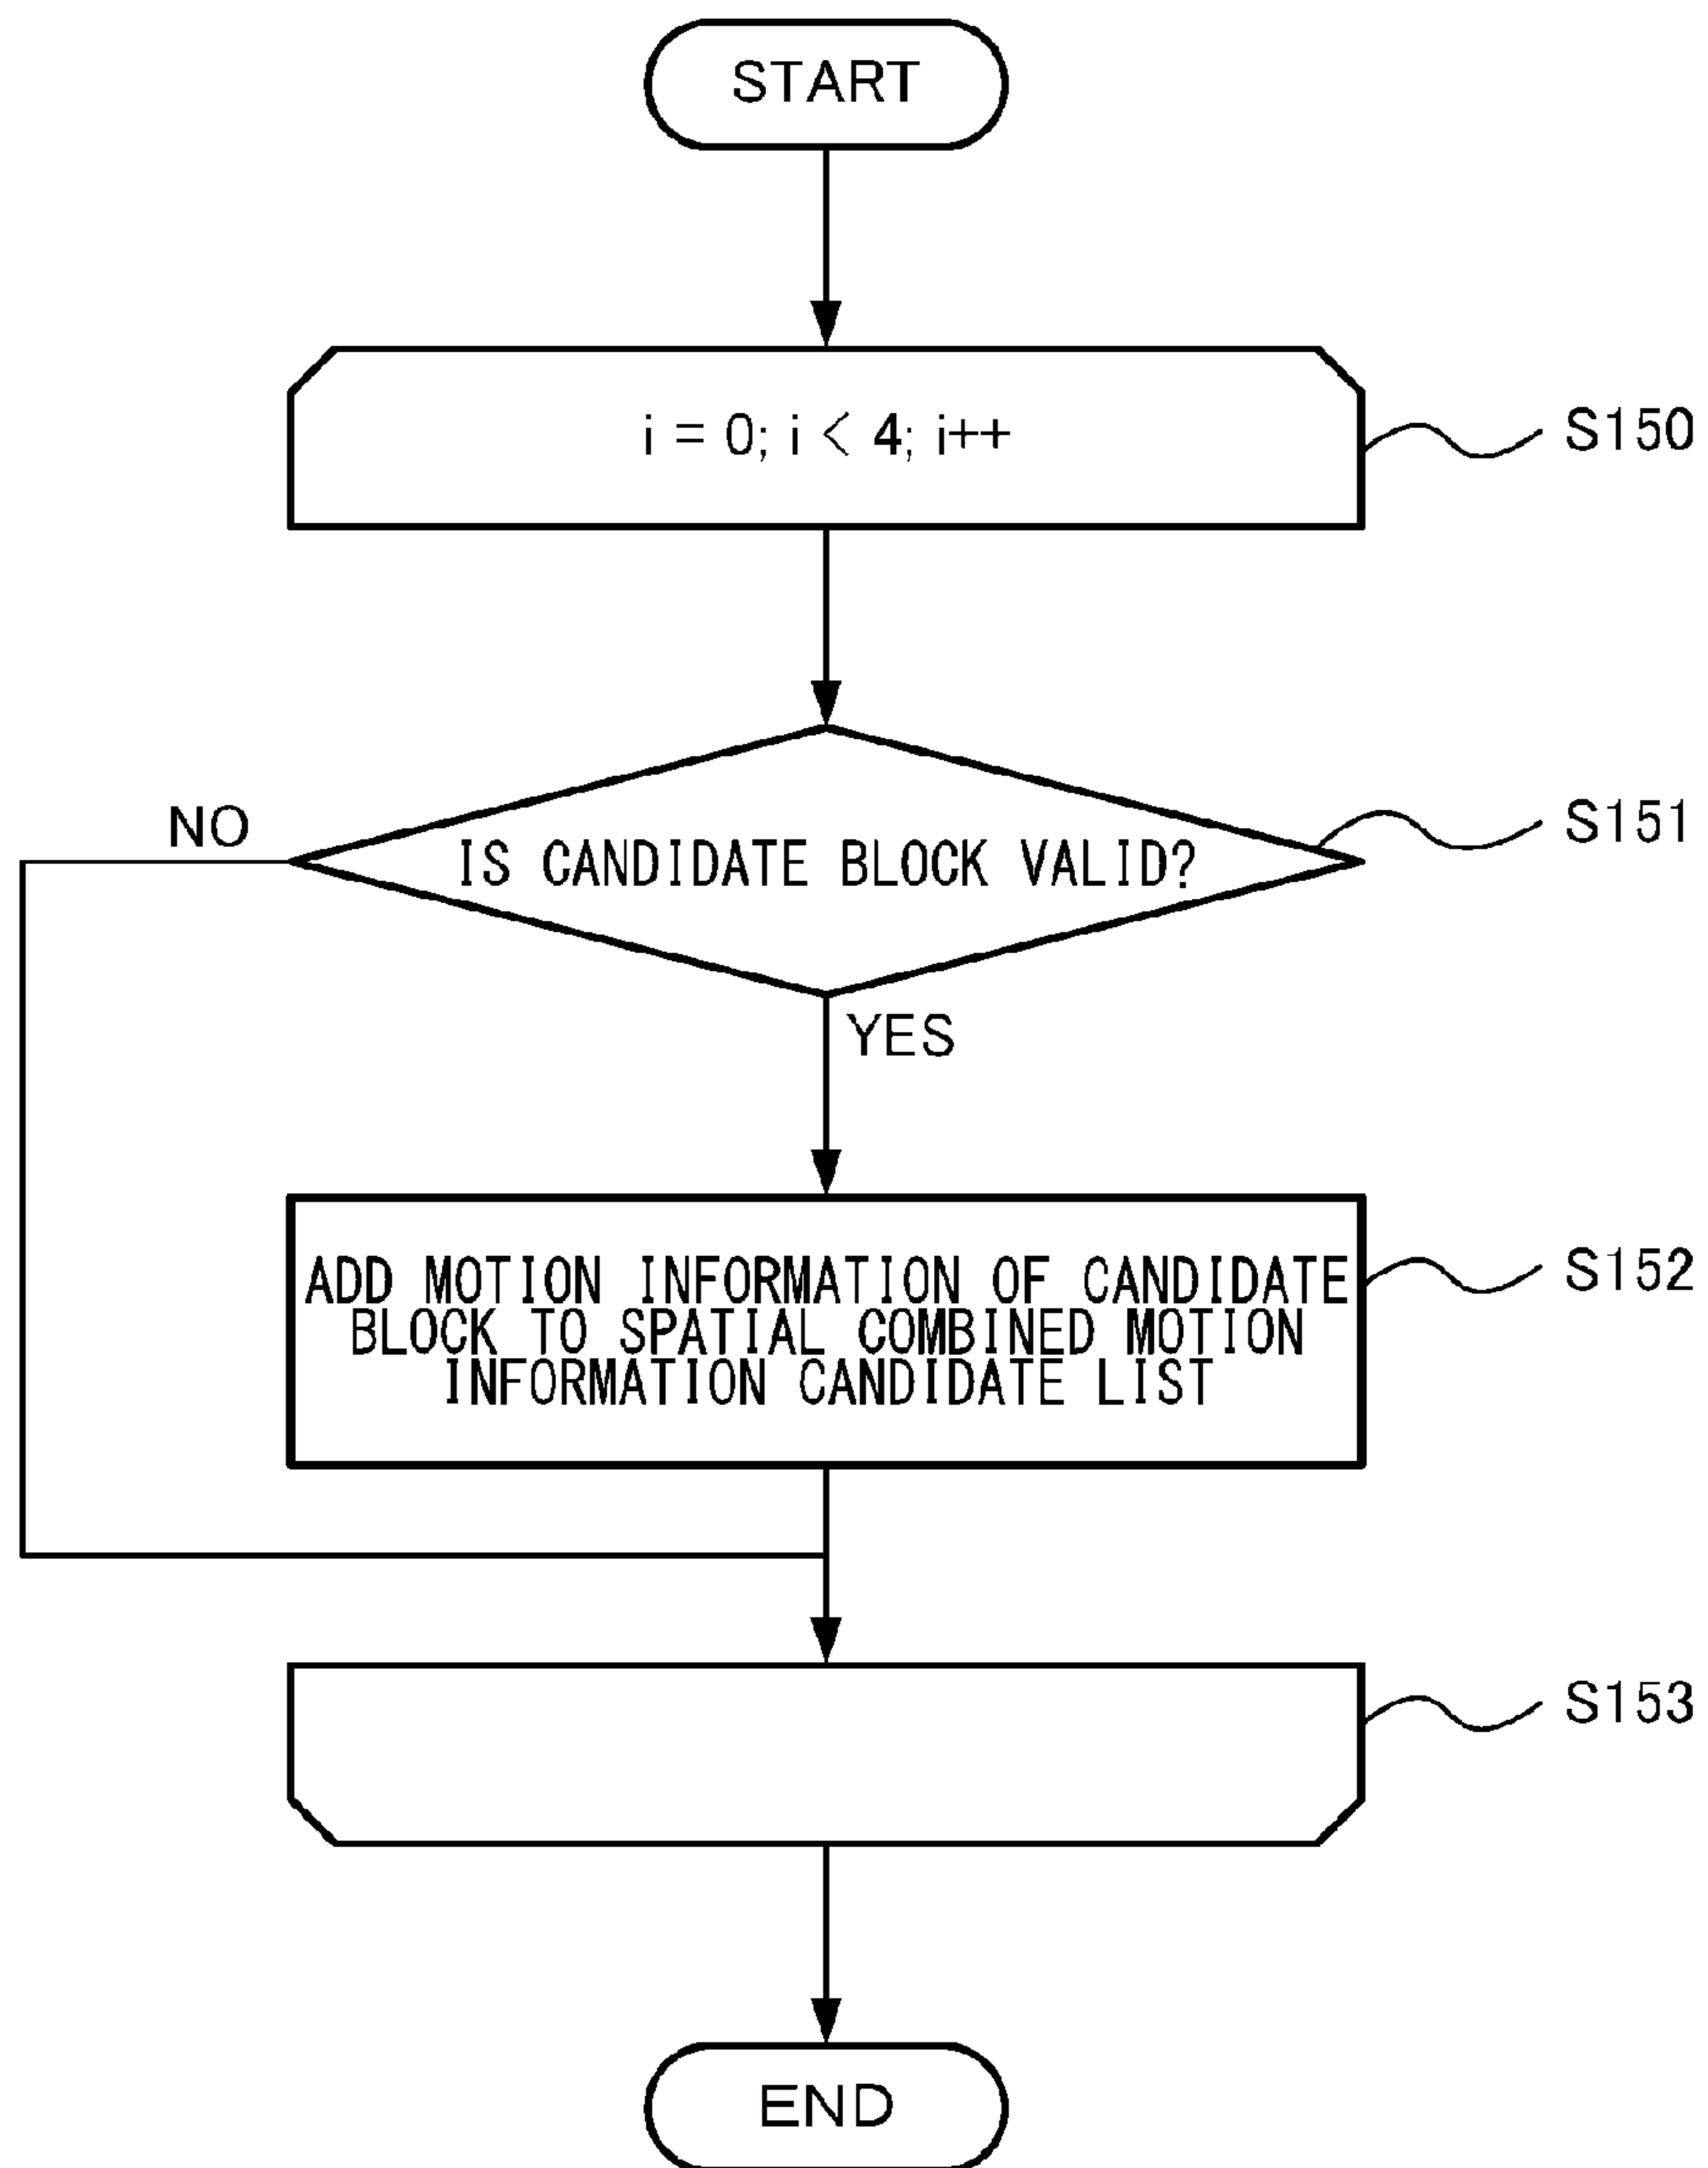 START
i = 0; i < 4; i++
S150
IS CANDIDATE BLOCK VALID?
S151
NO
YES
ADD MOTION INFORMATION OF CANDIDATE
BLOCK TO SPATIAL COMBINED MOTION
INFORMATION CANDIDATE LIST
S152
S153
END